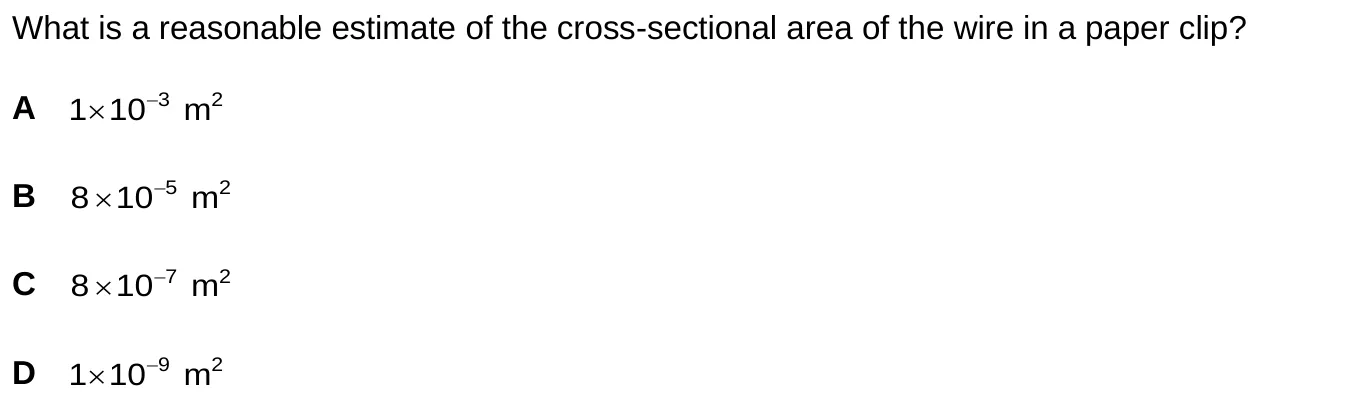 What is a reasonable estimate of the cross-sectional area of the wire in a paper clip?
A 1×10⁻³ m²
B 8×10⁻⁵ m²
C 8×10⁻⁷ m²
D 1×10⁻⁹ m²